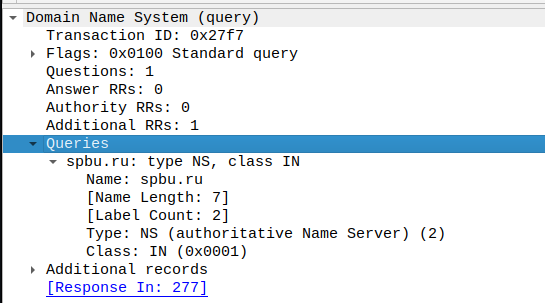 Domain Name System (query)
Transaction ID: 0x27f7
Flags: 0x0100 Standard query
Questions: 1
Answer RRs: 0
Authority RRs: 0
Additional RRs: 1
Queries
spbu.ru: type NS, class IN
Name: spbu.ru
[Name Length: 7]
[Label Count: 2]
Type: NS (authoritative Name Server) (2)
Class: IN (0x0001)
Additional records
[Response In: 277]